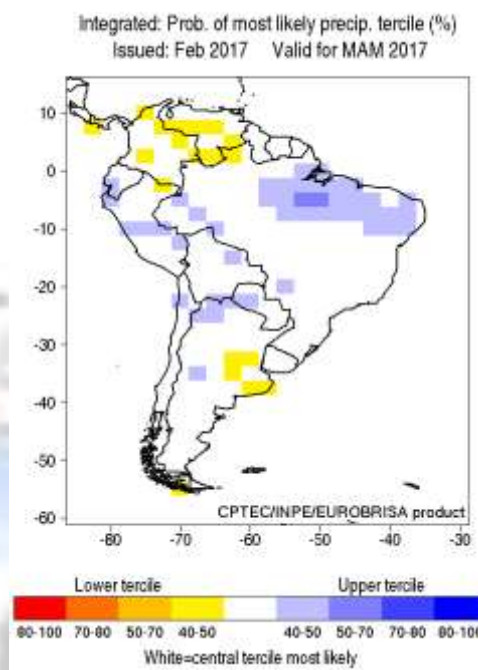 Integrated: Prob. of most likely precip. tercile (%)
Issued: Feb 2017 Valid for MAM 2017
10
0
-10
-20
-30
-40
-50
-60
CPTEC/INPE/EUROBRISA product
-80 -70 -60 -50 -40 -30
Lower tercile Upper tercile
80-100 70-80 50-70 40-50 40-50 50-70 70-80 80-100
White=central tercile most likely